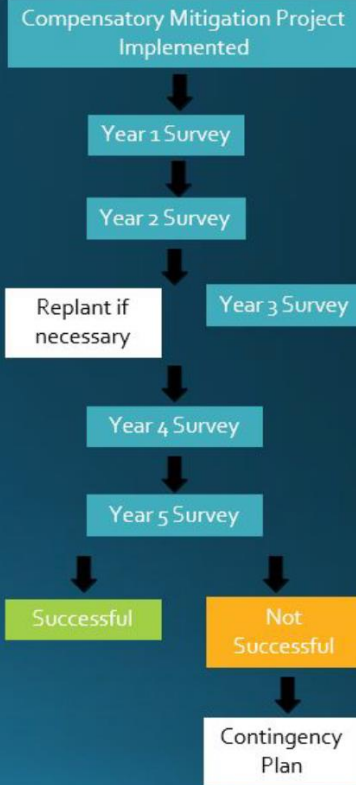 Compensatory Mitigation Project
Implemented
Year 1 Survey
Year 2 Survey
Replant if
necessary
Year 3 Survey
Year 4 Survey
Year 5 Survey
Successful
Not
Successful
Contingency
Plan